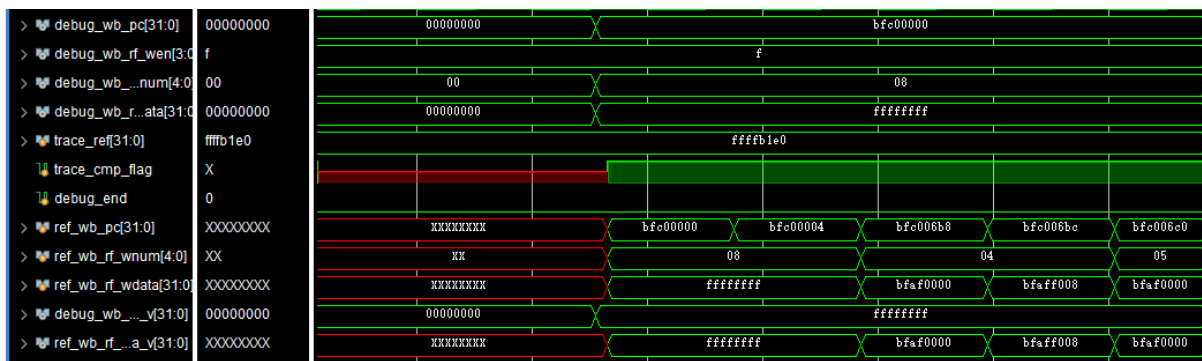 debug_wb_pc[31:0] 00000000 00000000 bfc00000
debug_wb_rf_wen[3:0 f f
debug_wb_...num[4:0] 00 00 08
debug_wb_r...ata[31:0 00000000 00000000 ffffffff
trace_ref[31:0] ffffb1e0 ffffb1e0
trace_cmp_flag X
debug_end 0
ref_wb_pc[31:0] XXXXXXXX XXXXXXXX bfc00000 bfc00004 bfc006b8 bfc006bc bfc006c0
ref_wb_rf_wnum[4:0] XX XX 08 04 05
ref_wb_rf_wdata[31:0] XXXXXXXX XXXXXXXX ffffffff bfaf0000 bfaff008 bfaf0000
debug_wb_..._v[31:0] 00000000 00000000 ffffffff
ref_wb_rf_...a_v[31:0] XXXXXXXX XXXXXXXX ffffffff bfaf0000 bfaff008 bfaf0000